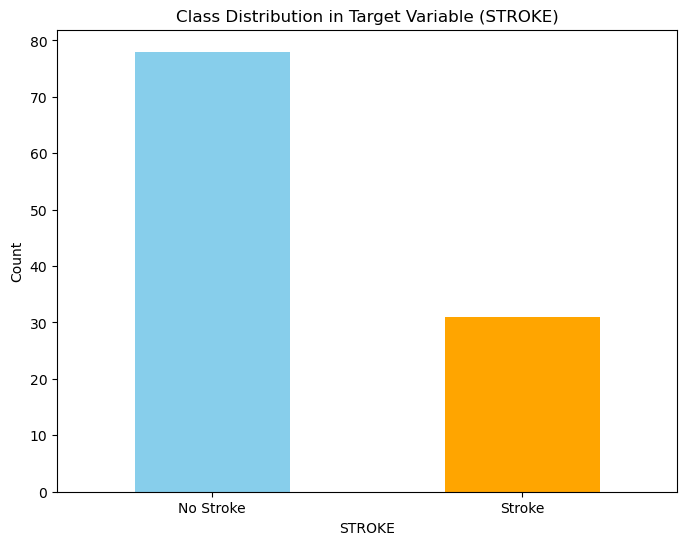 Class Distribution in Target Variable (STROKE)
80
70
60
50
40
30
20
10
0
Count
No Stroke
Stroke
STROKE